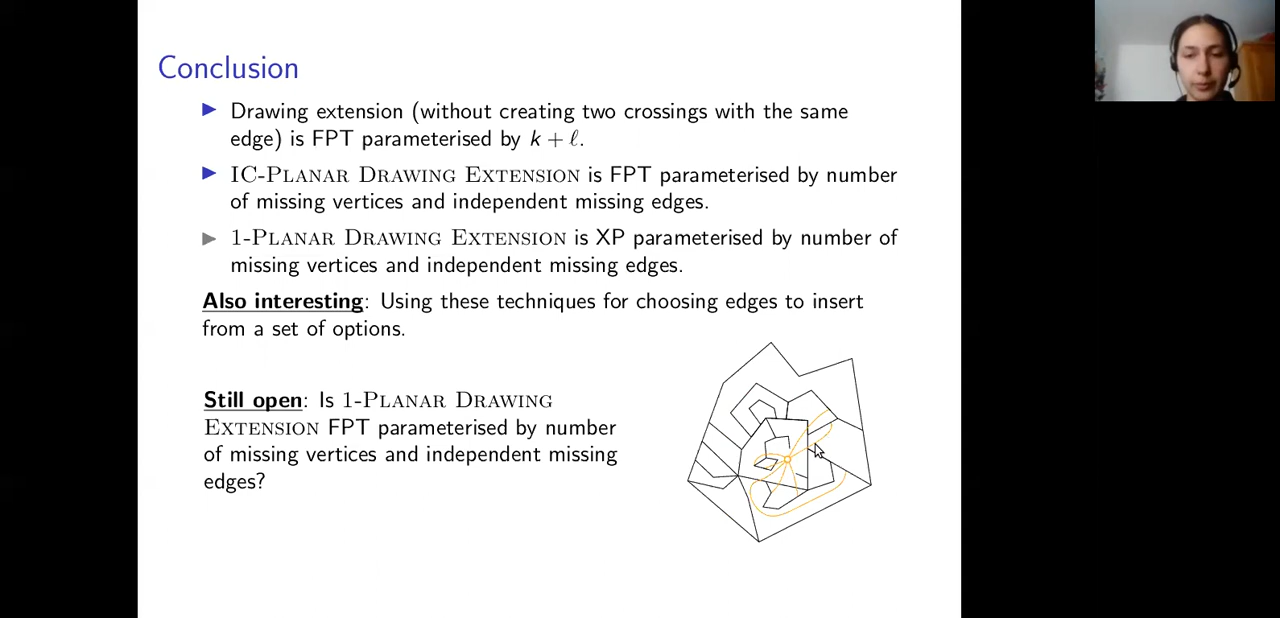 Conclusion
Drawing extension (without creating two crossings with the same
edge) is FPT parameterised by k + ℓ.
IC-Planar Drawing Extension is FPT parameterised by number
of missing vertices and independent missing edges.
1-Planar Drawing Extension is XP parameterised by number of
missing vertices and independent missing edges.
Also interesting: Using these techniques for choosing edges to insert
from a set of options.
Still open: Is 1-Planar Drawing
Extension FPT parameterised by number
of missing vertices and independent missing
edges?